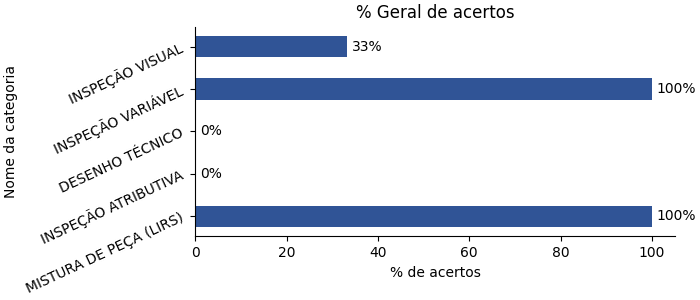 % Geral de acertos
Nome da categoria
INSPEÇÃO VISUAL
33%
INSPEÇÃO VARIÁVEL
100%
DESENHO TÉCNICO
0%
INSPEÇÃO ATRIBUTIVA
0%
MISTURA DE PEÇA (LIRS)
100%
0 20 40 60 80 100
% de acertos